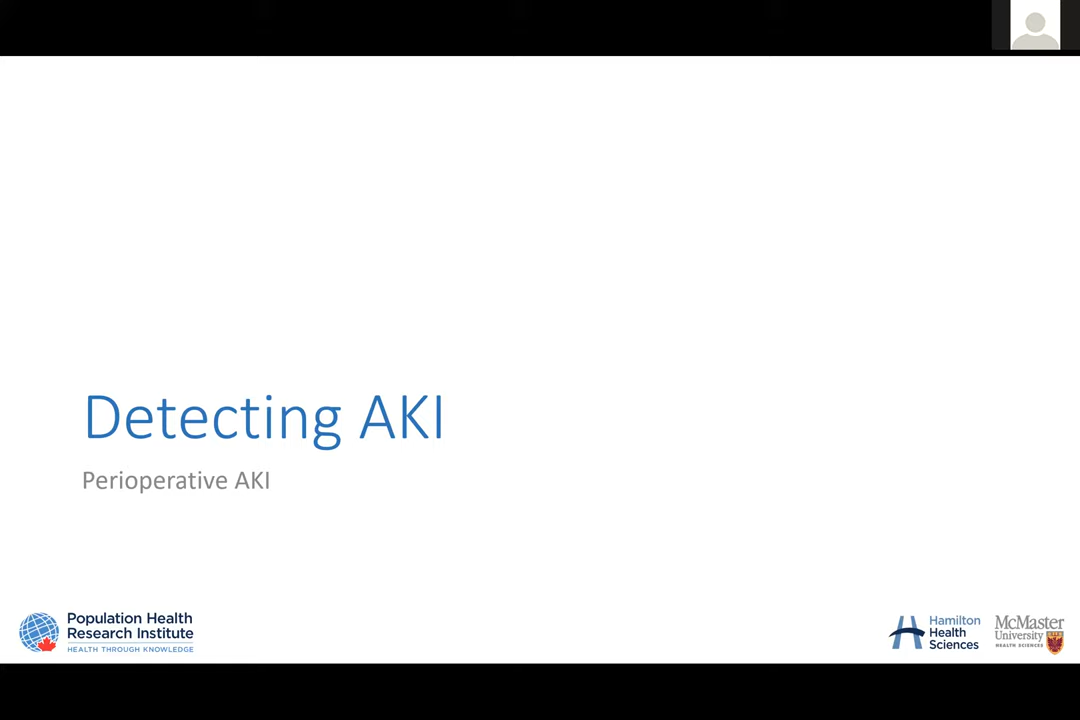 Detecting AKI
Perioperative AKI
Population Health
Research Institute
HEALTH THROUGH KNOWLEDGE
Hamilton
Health
Sciences
McMaster
University
HEALTH SCIENCES